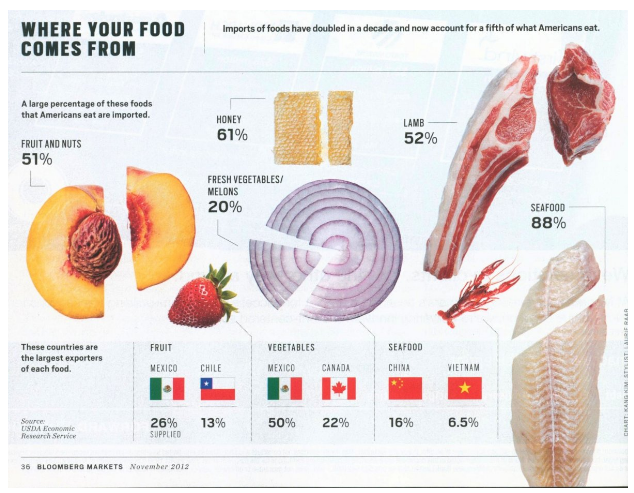 WHERE YOUR FOOD
COMES FROM
Imports of foods have doubled in a decade and now account for a fifth of what Americans eat.
A large percentage of these foods
that Americans eat are imported.
FRUIT AND NUTS
51%
HONEY
61%
FRESH VEGETABLES/
MELONS
20%
LAMB
52%
SEAFOOD
88%
These countries are
the largest exporters
of each food.
FRUIT
MEXICO
CHILE
26%
SUPPLIED
13%
VEGETABLES
MEXICO
CANADA
50%
22%
SEAFOOD
CHINA
VIETNAM
16%
6.5%
Source:
USDA Economic
Research Service
36 BLOOMBERG MARKETS November 2012
CHART: KANG KIM; STYLIST: LAURIE RAAB